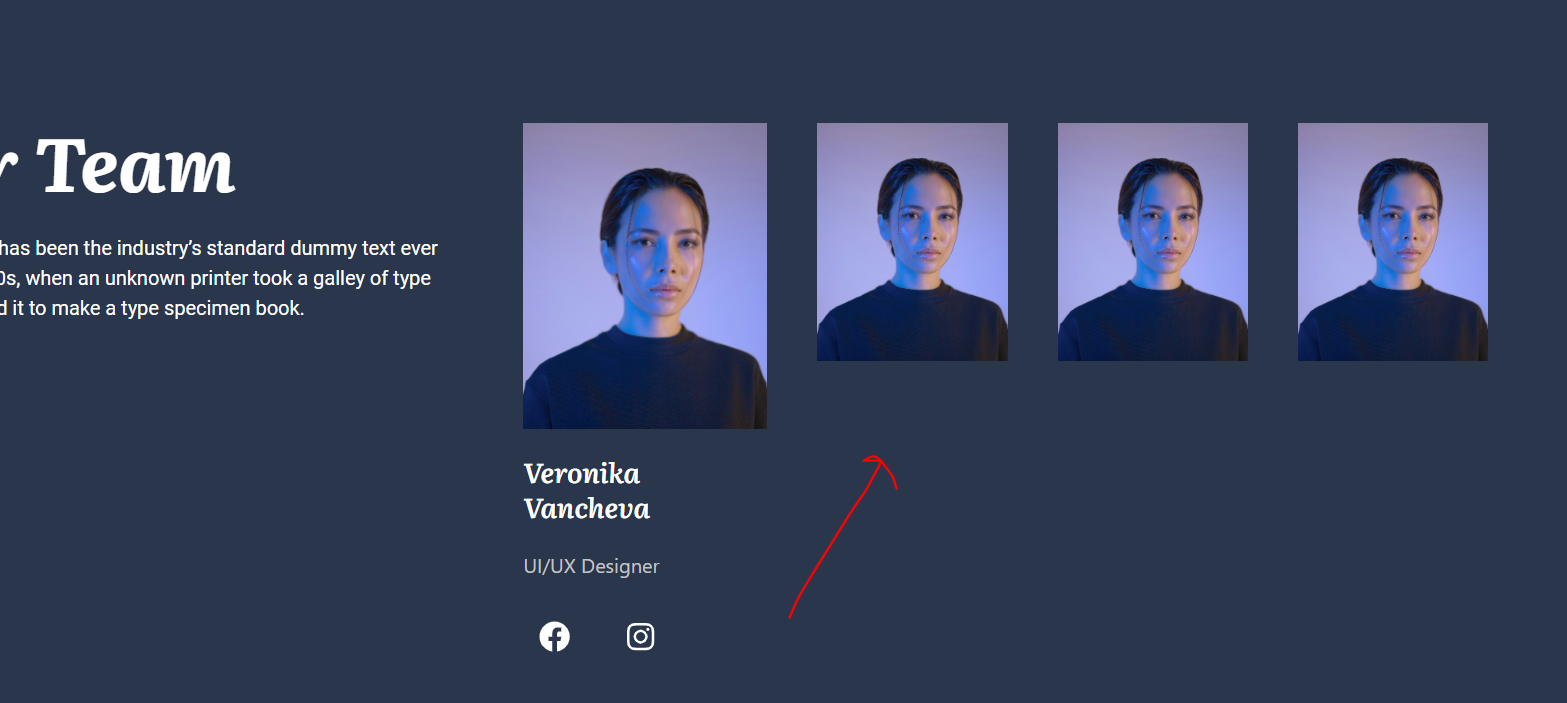 Team
has been the industry's standard dummy text ever
0s, when an unknown printer took a galley of type
d it to make a type specimen book.
Veronika
Vancheva
UI/UX Designer